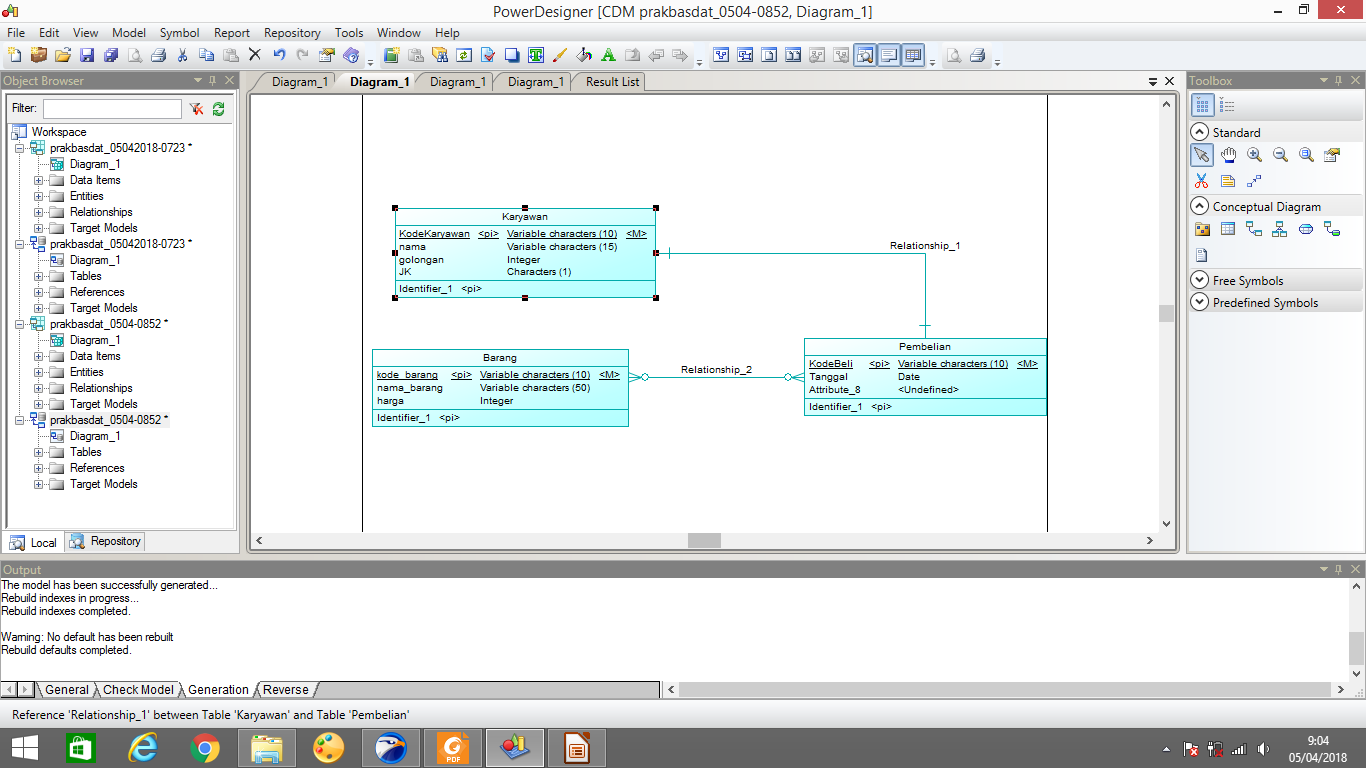 PowerDesigner [CDM prakbasdat_0504-0852, Diagram_1]
File Edit View Model Symbol Report Repository Tools Window Help
Object Browser
Filter:
Workspace
prakbasdat_05042018-0723 *
Diagram_1
Data Items
Entities
Relationships
Target Models
prakbasdat_05042018-0723 *
Diagram_1
Tables
References
Target Models
prakbasdat_0504-0852 *
Diagram_1
Data Items
Entities
Relationships
Target Models
prakbasdat_0504-0852 *
Diagram_1
Tables
References
Target Models
Local Repository
Diagram_1 Diagram_1 Diagram_1 Diagram_1 Result List
Karyawan
KodeKaryawan <pi> Variable characters (10) <M>
nama Variable characters (15)
golongan Integer
JK Characters (1)
Identifier_1 <pi>
Relationship_1
Barang
kode_barang <pi> Variable characters (10) <M>
nama_barang Variable characters (50)
harga Integer
Identifier_1 <pi>
Relationship_2
Pembelian
KodeBeli <pi> Variable characters (10) <M>
Tanggal Date
Attribute_8 <Undefined>
Identifier_1 <pi>
Toolbox
Standard
Conceptual Diagram
Free Symbols
Predefined Symbols
Output
The model has been successfully generated...
Rebuild indexes in progress...
Rebuild indexes completed.
Warning: No default has been rebuilt
Rebuild defaults completed.
General Check Model Generation Reverse
Reference 'Relationship_1' between Table 'Karyawan' and Table 'Pembelian'
PDF
9:04
05/04/2018